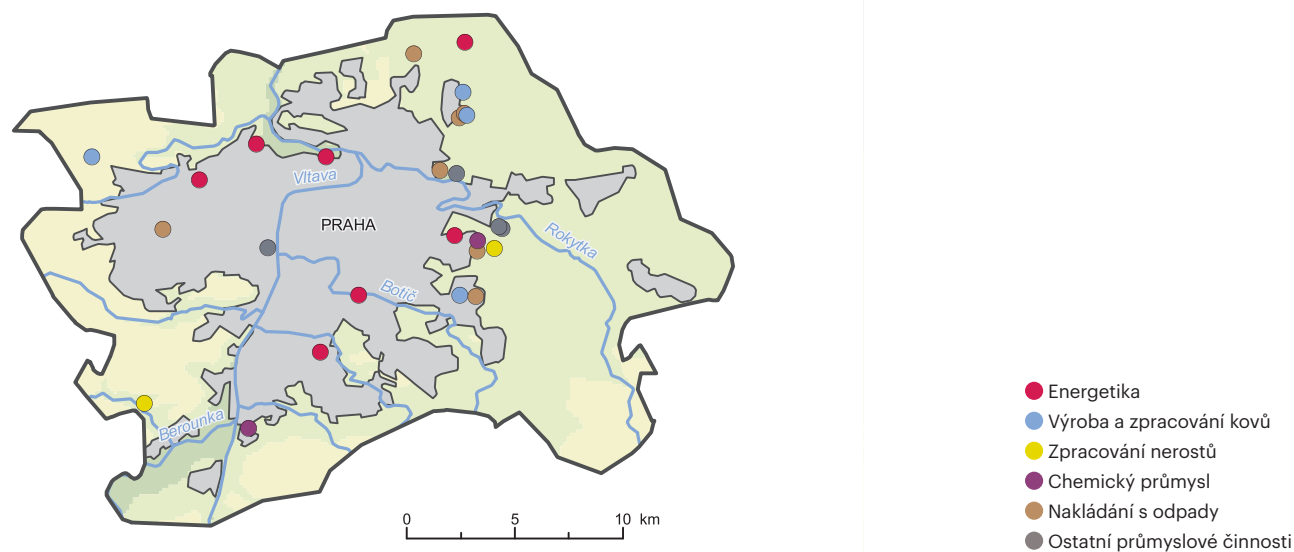 Vltava
PRAHA
Rokytka
Botič
Berounka
0 5 10 km
Energetika
Výroba a zpracování kovů
Zpracování nerostů
Chemický průmysl
Nakládání s odpady
Ostatní průmyslové činnosti